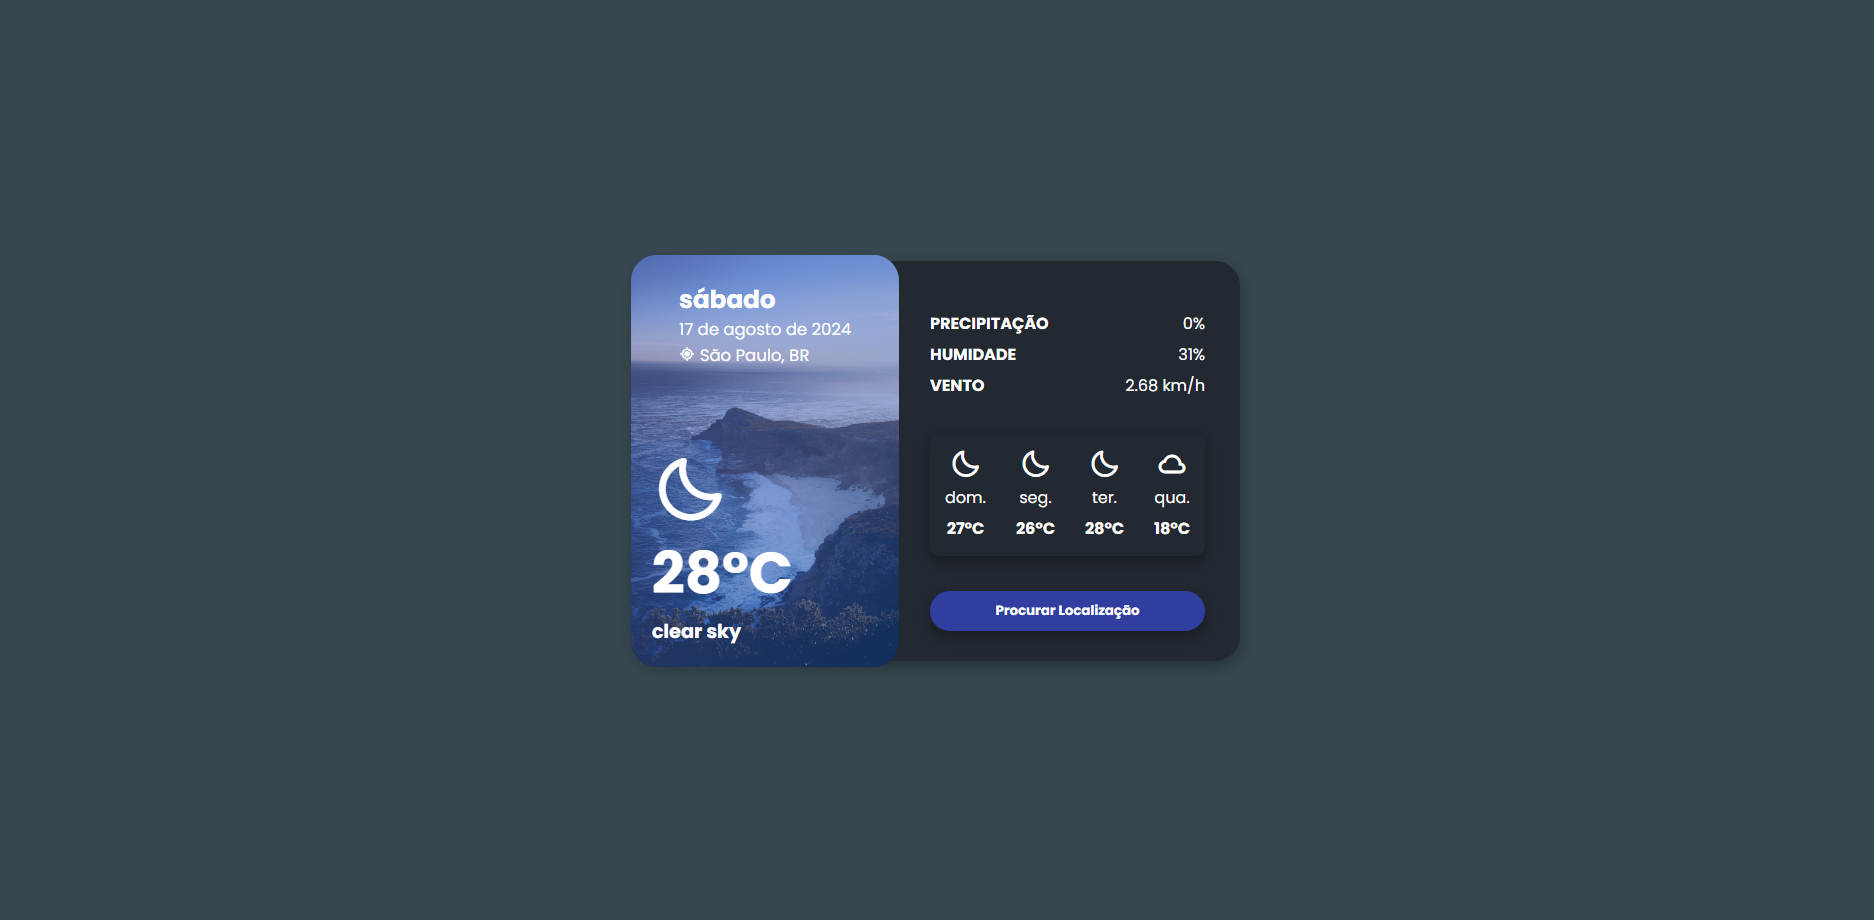 sábado
17 de agosto de 2024
São Paulo, BR
28°C
clear sky
PRECIPITAÇÃO 0%
HUMIDADE 31%
VENTO 2.68 km/h
dom. seg. ter. qua.
27°C 26°C 28°C 18°C
Procurar Localização